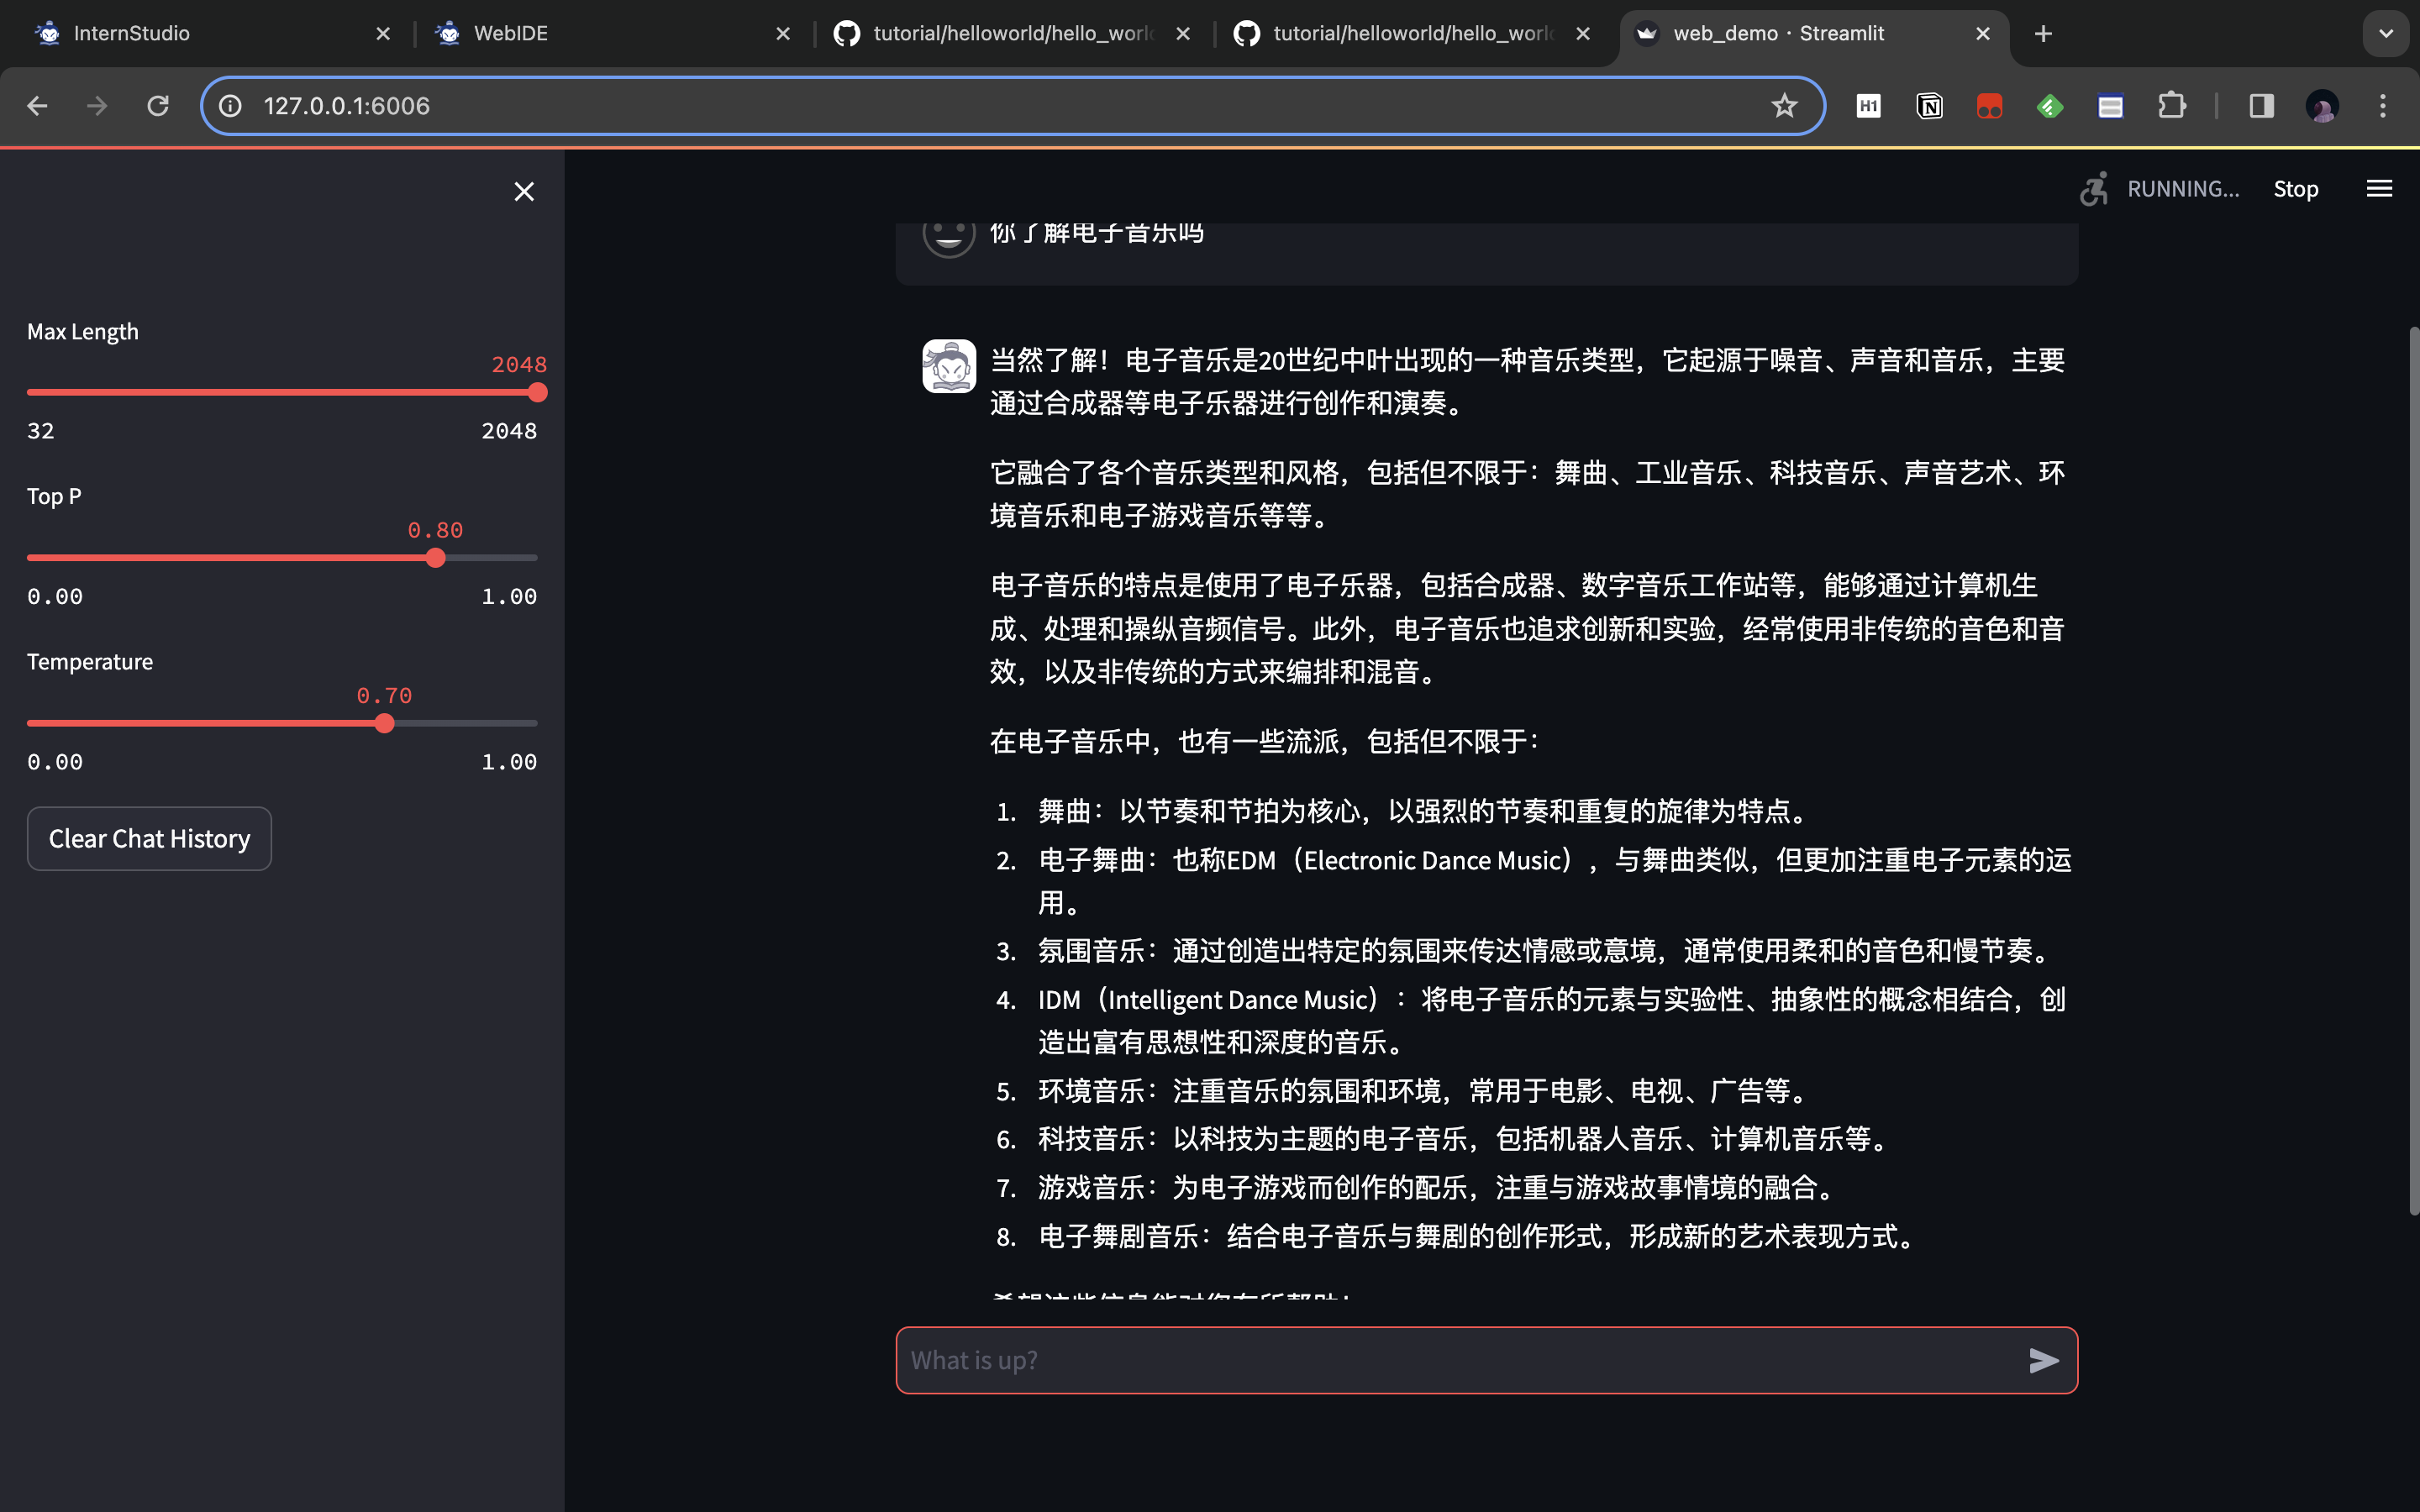 InternStudio
WebIDE
tutorial/helloworld/hello_worl
tutorial/helloworld/hello_worl
web_demo · Streamlit
127.0.0.1:6006
H1
RUNNING...
Stop
Max Length
2048
32
2048
Top P
0.80
0.00
1.00
Temperature
0.70
0.00
1.00
Clear Chat History
你了解电子音乐吗
当然了解！电子音乐是20世纪中叶出现的一种音乐类型，它起源于噪音、声音和音乐，主要
通过合成器等电子乐器进行创作和演奏。
它融合了各个音乐类型和风格，包括但不限于：舞曲、工业音乐、科技音乐、声音艺术、环
境音乐和电子游戏音乐等等。
电子音乐的特点是使用了电子乐器，包括合成器、数字音乐工作站等，能够通过计算机生
成、处理和操纵音频信号。此外，电子音乐也追求创新和实验，经常使用非传统的音色和音
效，以及非传统的方式来编排和混音。
在电子音乐中，也有一些流派，包括但不限于：
1. 舞曲：以节奏和节拍为核心，以强烈的节奏和重复的旋律为特点。
2. 电子舞曲：也称EDM（Electronic Dance Music），与舞曲类似，但更加注重电子元素的运
用。
3. 氛围音乐：通过创造出特定的氛围来传达情感或意境，通常使用柔和的音色和慢节奏。
4. IDM（Intelligent Dance Music）：将电子音乐的元素与实验性、抽象性的概念相结合，创
造出富有思想性和深度的音乐。
5. 环境音乐：注重音乐的氛围和环境，常用于电影、电视、广告等。
6. 科技音乐：以科技为主题的电子音乐，包括机器人音乐、计算机音乐等。
7. 游戏音乐：为电子游戏而创作的配乐，注重与游戏故事情境的融合。
8. 电子舞剧音乐：结合电子音乐与舞剧的创作形式，形成新的艺术表现方式。
希望这些信息能对您有所帮助！
What is up?